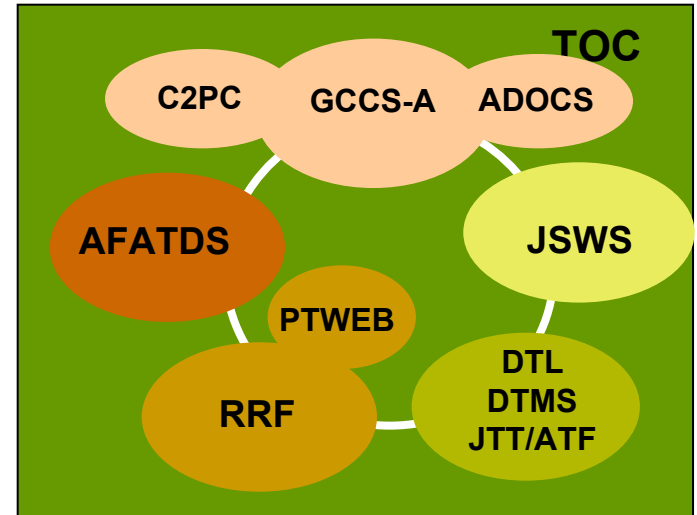 TOC
C2PC
GCCS-A
ADOCS
AFATDS
JSWS
PTWEB
RRF
DTL
DTMS
JTT/ATF